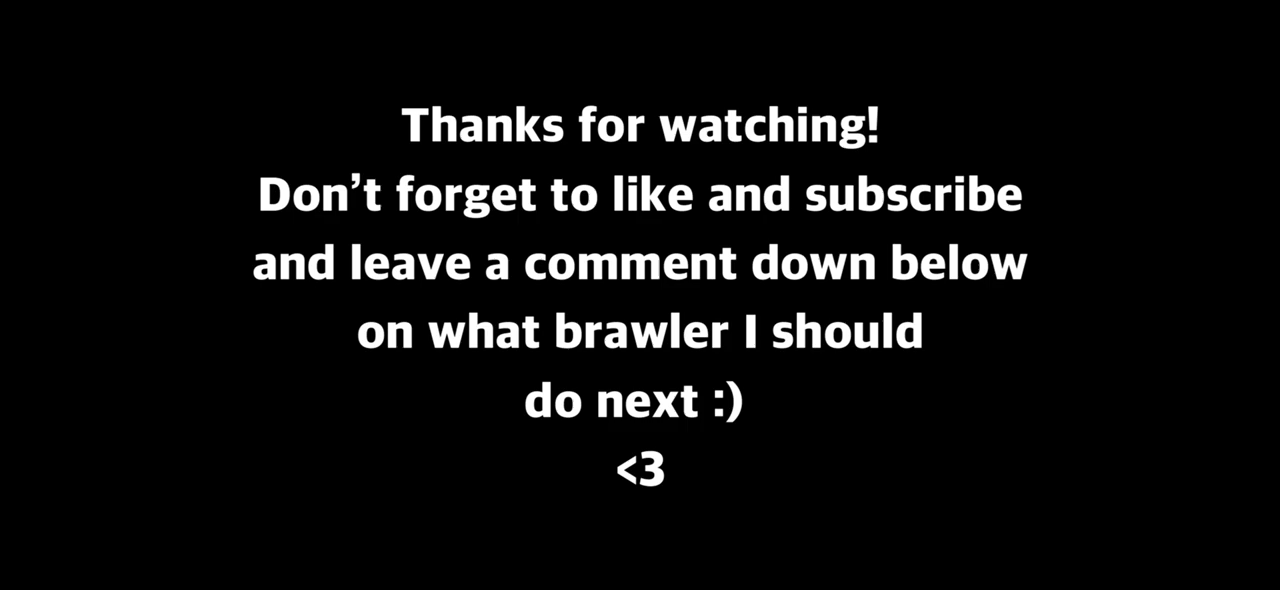 Thanks for watching!
Don’t forget to like and subscribe
and leave a comment down below
on what brawler I should
do next :)
<3